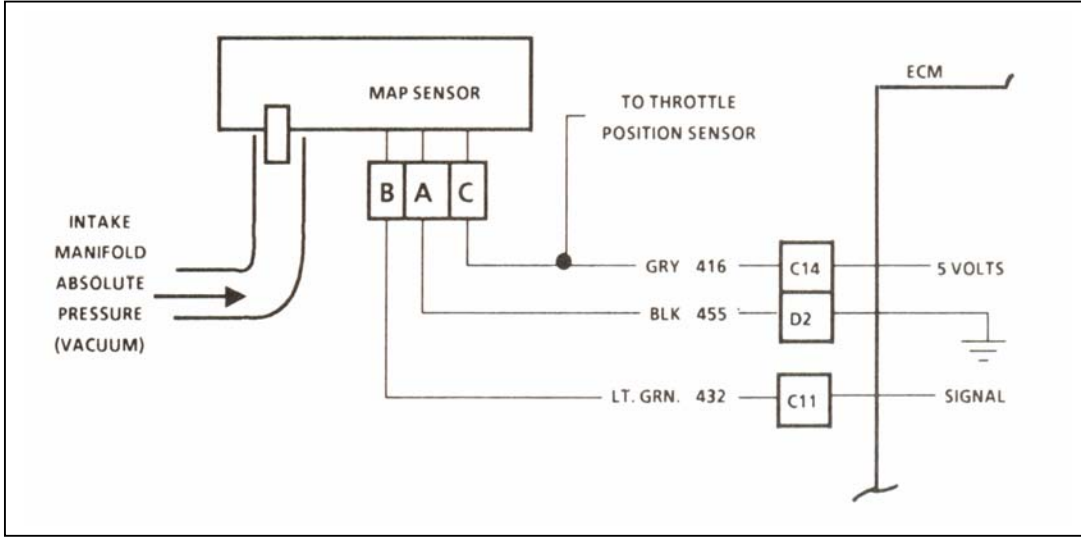 MAP SENSOR
ECM
TO THROTTLE
POSITION SENSOR
B A C
INTAKE
MANIFOLD
ABSOLUTE
PRESSURE
(VACUUM)
GRY 416
C14
5 VOLTS
BLK 455
D2
LT. GRN. 432
C11
SIGNAL